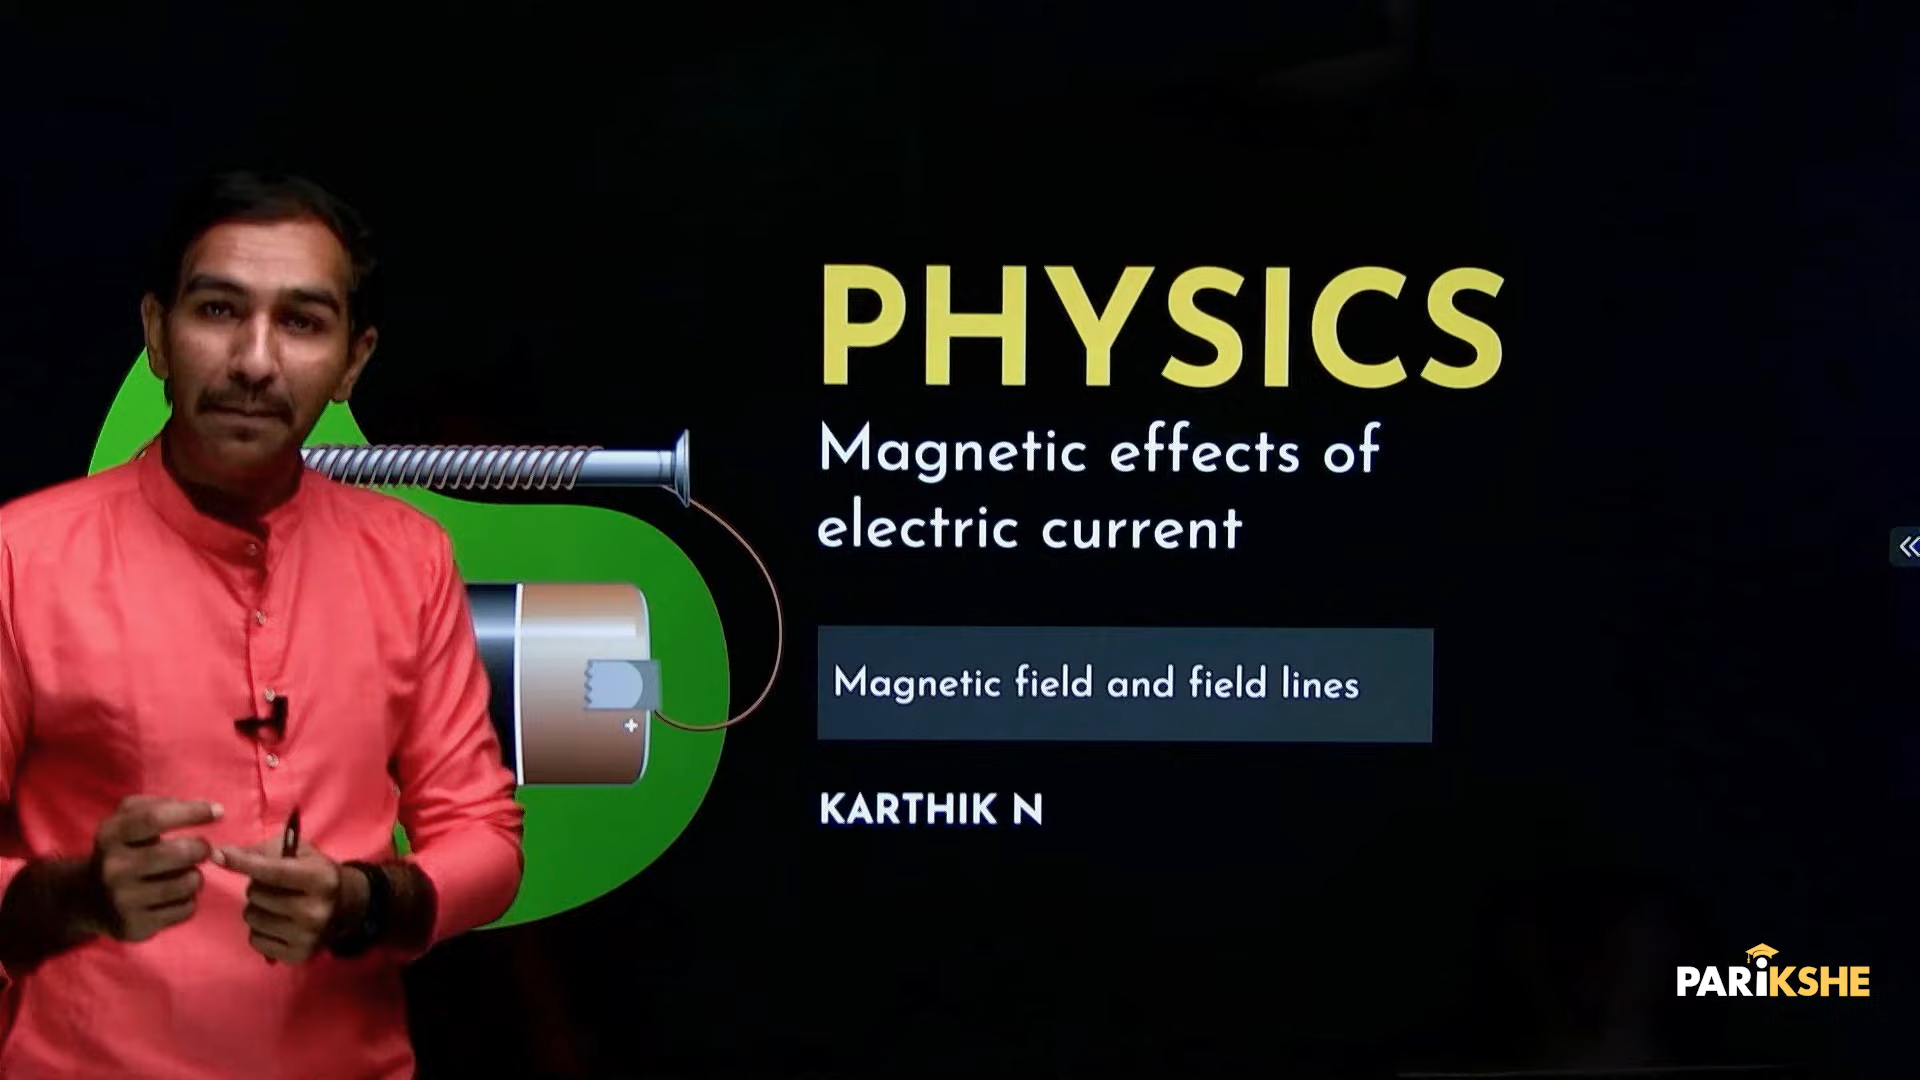 PHYSICS
Magnetic effects of
electric current
Magnetic field and field lines
KARTHIK N
+
PARiKSHE